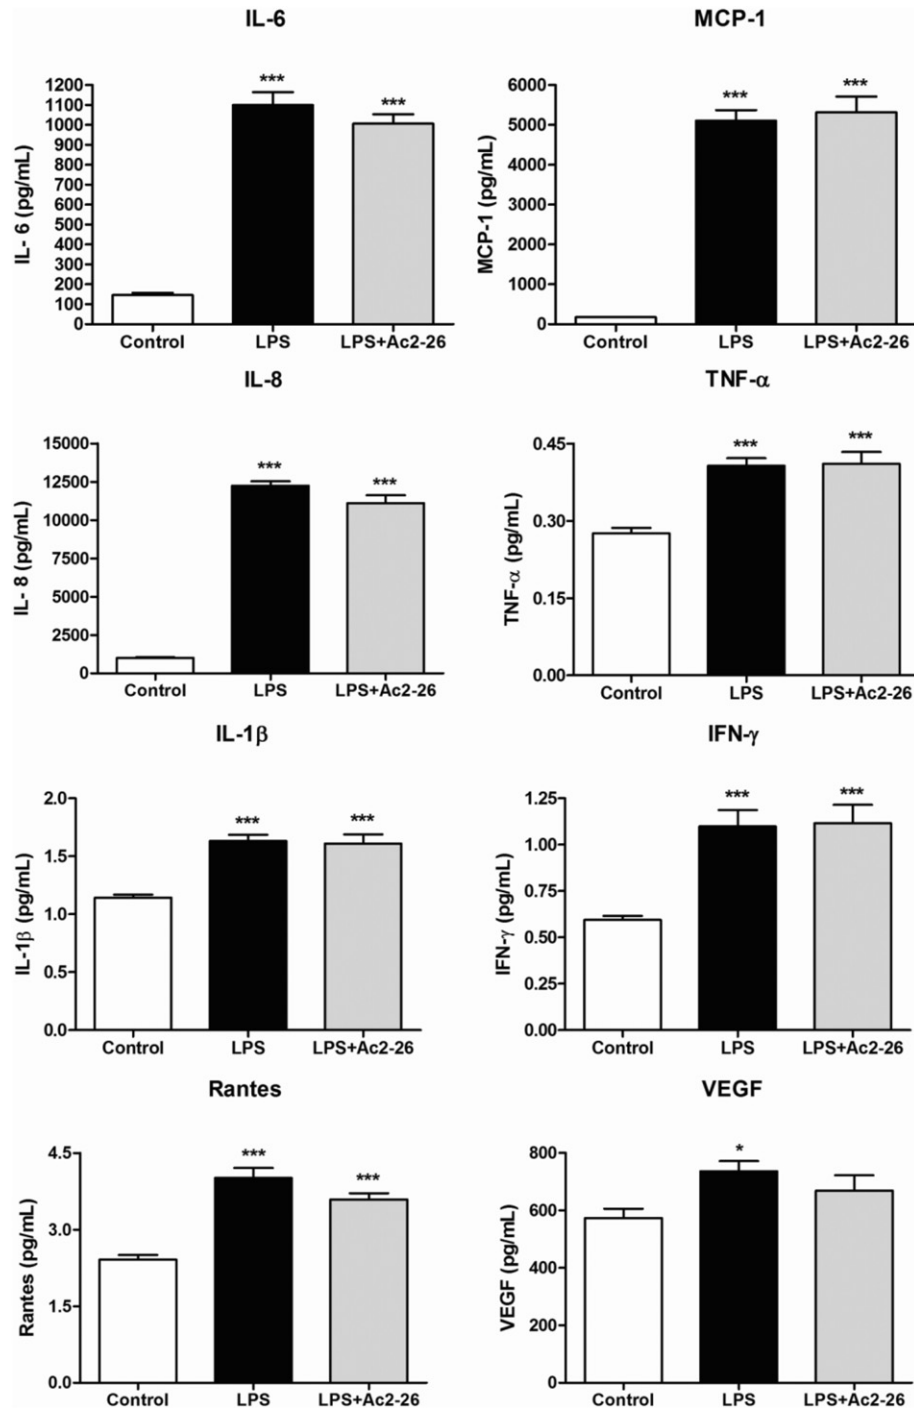 IL-6
IL- 6 (pg/mL)
1200
1100
1000
900
800
700
600
500
400
300
200
100
0
***
***
Control
LPS
LPS+Ac2-26
MCP-1
MCP-1 (pg/mL)
6000
5000
4000
3000
2000
1000
0
***
***
Control
LPS
LPS+Ac2-26
IL-8
IL- 8 (pg/mL)
15000
12500
10000
7500
5000
2500
0
***
***
Control
LPS
LPS+Ac2-26
TNF-α
TNF-α (pg/mL)
0.45
0.30
0.15
0.00
***
***
Control
LPS
LPS+Ac2-26
IL-1β
IL-1β (pg/mL)
2.0
1.5
1.0
0.5
0.0
***
***
Control
LPS
LPS+Ac2-26
IFN-γ
IFN-γ (pg/mL)
1.25
1.00
0.75
0.50
0.25
0.00
***
***
Control
LPS
LPS+Ac2-26
Rantes
Rantes (pg/mL)
4.5
3.0
1.5
0.0
***
***
Control
LPS
LPS+Ac2-26
VEGF
VEGF (pg/mL)
800
600
400
200
0
*
Control
LPS
LPS+Ac2-26